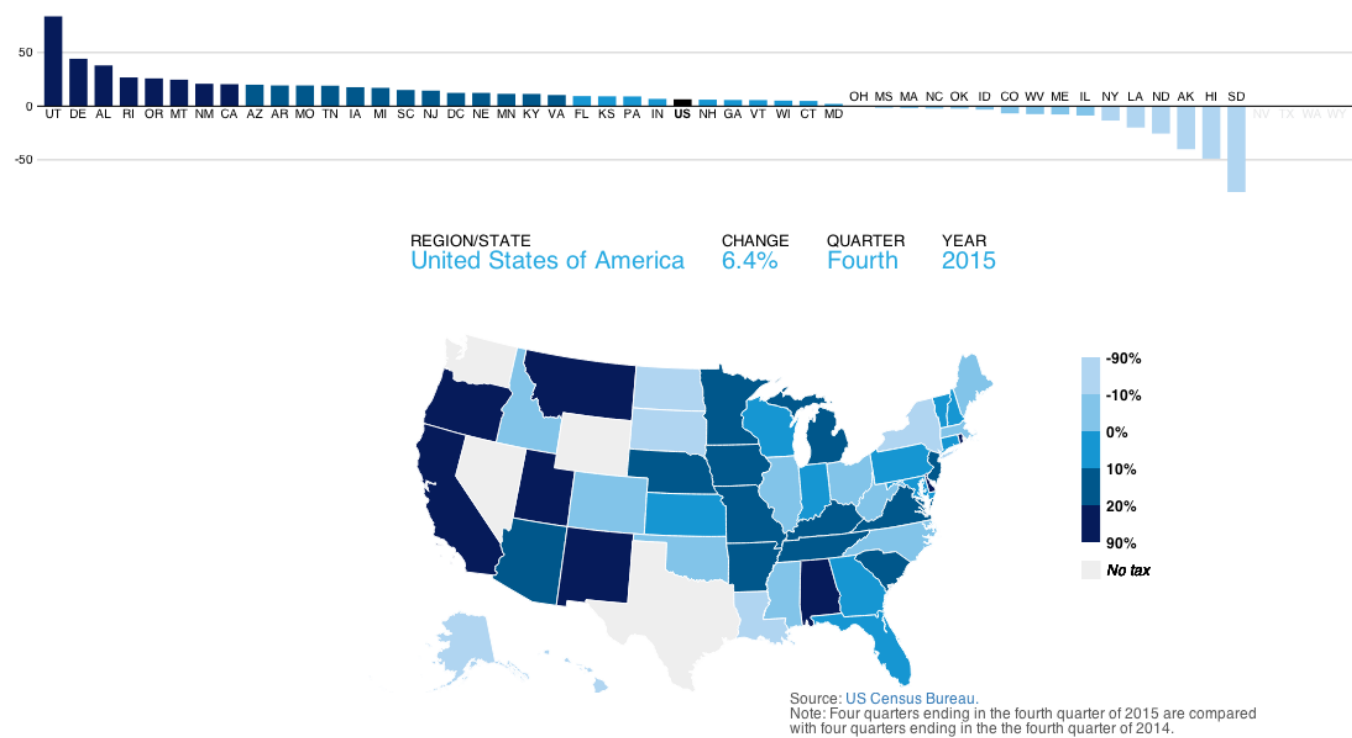 50
0
-50
UT DE AL RI OR MT NM CA AZ AR MO TN IA MI SC NJ DC NE MN KY VA FL KS PA IN US NH GA VT WI CT MD
OH MS MA NC OK ID CO WV ME IL NY LA ND AK HI SD
NV TX WA WY
REGION/STATE CHANGE QUARTER YEAR
United States of America 6.4% Fourth 2015
-90%
-10%
0%
10%
20%
90%
No tax
Source: US Census Bureau.
Note: Four quarters ending in the fourth quarter of 2015 are compared
with four quarters ending in the the fourth quarter of 2014.